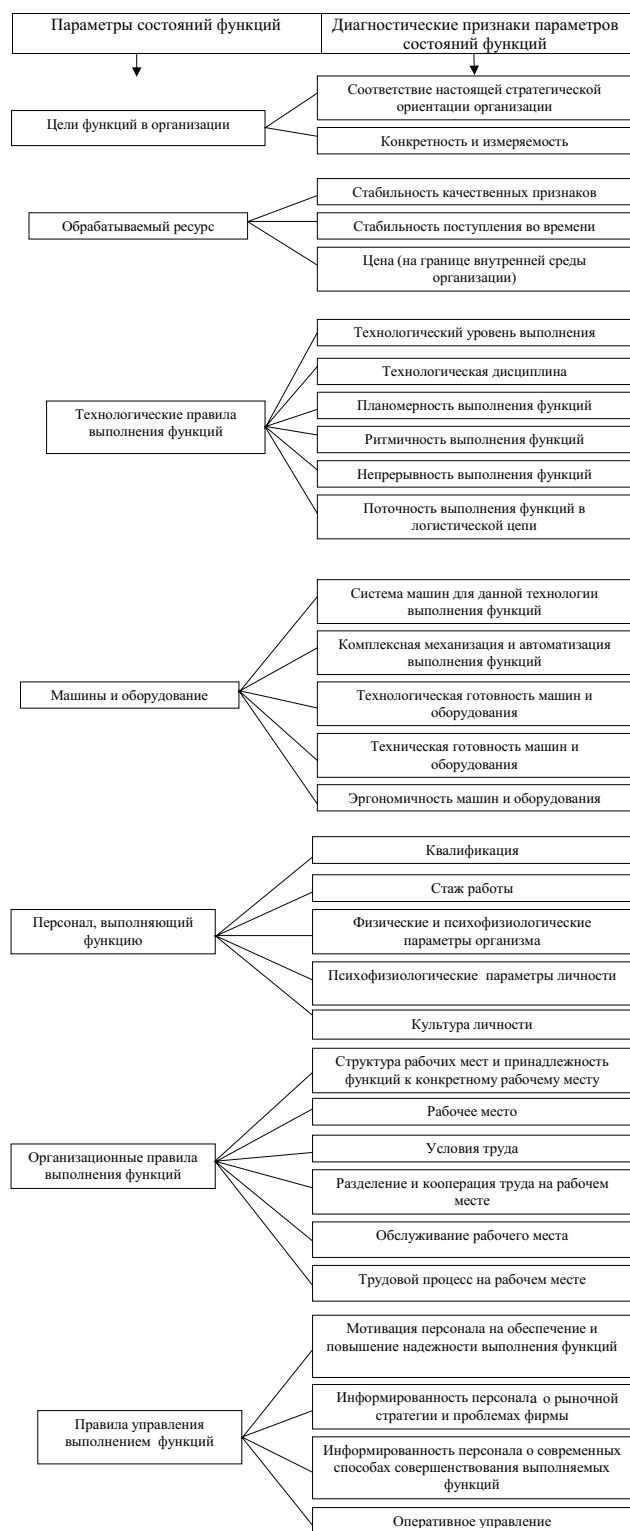 Параметры состояний функций
Диагностические признаки параметров
состояний функций
Цели функций в организации
Соответствие настоящей стратегической
ориентации организации
Конкретность и измеряемость
Обрабатываемый ресурс
Стабильность качественных признаков
Стабильность поступления во времени
Цена (на границе внутренней среды
организации)
Технологические правила
выполнения функций
Технологический уровень выполнения
Технологическая дисциплина
Планомерность выполнения функций
Ритмичность выполнения функций
Непрерывность выполнения функций
Поточность выполнения функций в
логистической цепи
Машины и оборудование
Система машин для данной технологии
выполнения функций
Комплексная механизация и автоматизация
выполнения функций
Технологическая готовность машин и
оборудования
Техническая готовность машин и
оборудования
Эргономичность машин и оборудования
Персонал, выполняющий
функцию
Квалификация
Стаж работы
Физические и психофизиологические
параметры организма
Психофизиологические параметры личности
Культура личности
Организационные правила
выполнения функций
Структура рабочих мест и принадлежность
функций к конкретному рабочему месту
Рабочее место
Условия труда
Разделение и кооперация труда на рабочем
месте
Обслуживание рабочего места
Трудовой процесс на рабочем месте
Правила управления
выполнением функций
Мотивация персонала на обеспечение и
повышение надежности выполнения функций
Информированность персонала о рыночной
стратегии и проблемах фирмы
Информированность персонала о современных
способах совершенствования выполняемых
функций
Оперативное управление